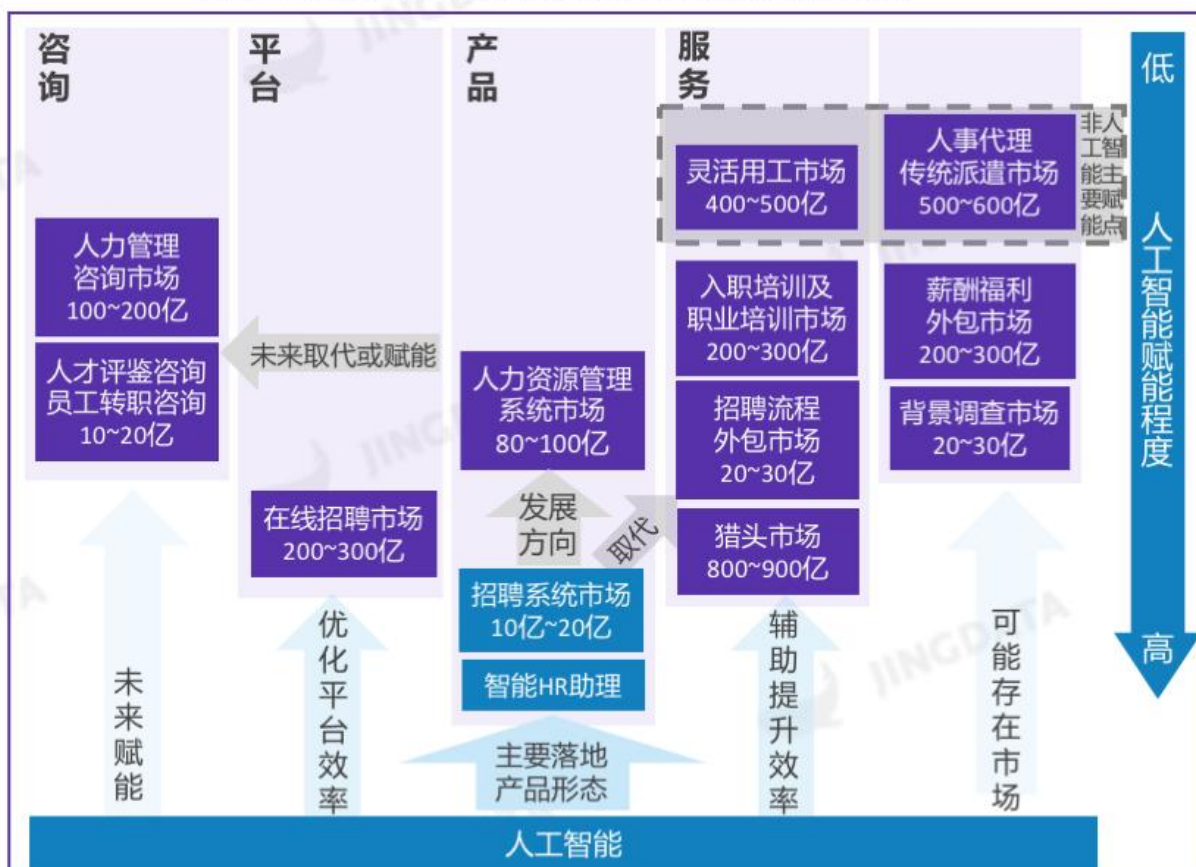 咨询
平台
产品
服务
人力管理
咨询市场
100~200亿
人才评鉴咨询
员工转职咨询
10~20亿
未来取代或赋能
在线招聘市场
200~300亿
人力资源管理
系统市场
80~100亿
发展
方向
取代
招聘系统市场
10亿~20亿
智能HR助理
灵活用工市场
400~500亿
人事代理
传统派遣市场
500~600亿
非人工智能主要赋能点
入职培训及
职业培训市场
200~300亿
薪酬福利
外包市场
200~300亿
招聘流程
外包市场
20~30亿
背景调查市场
20~30亿
猎头市场
800~900亿
低
人工智能赋能程度
高
未来赋能
优化平台效率
主要落地
产品形态
辅助提升效率
可能存在市场
人工智能
JINGDATA
JINGDATA